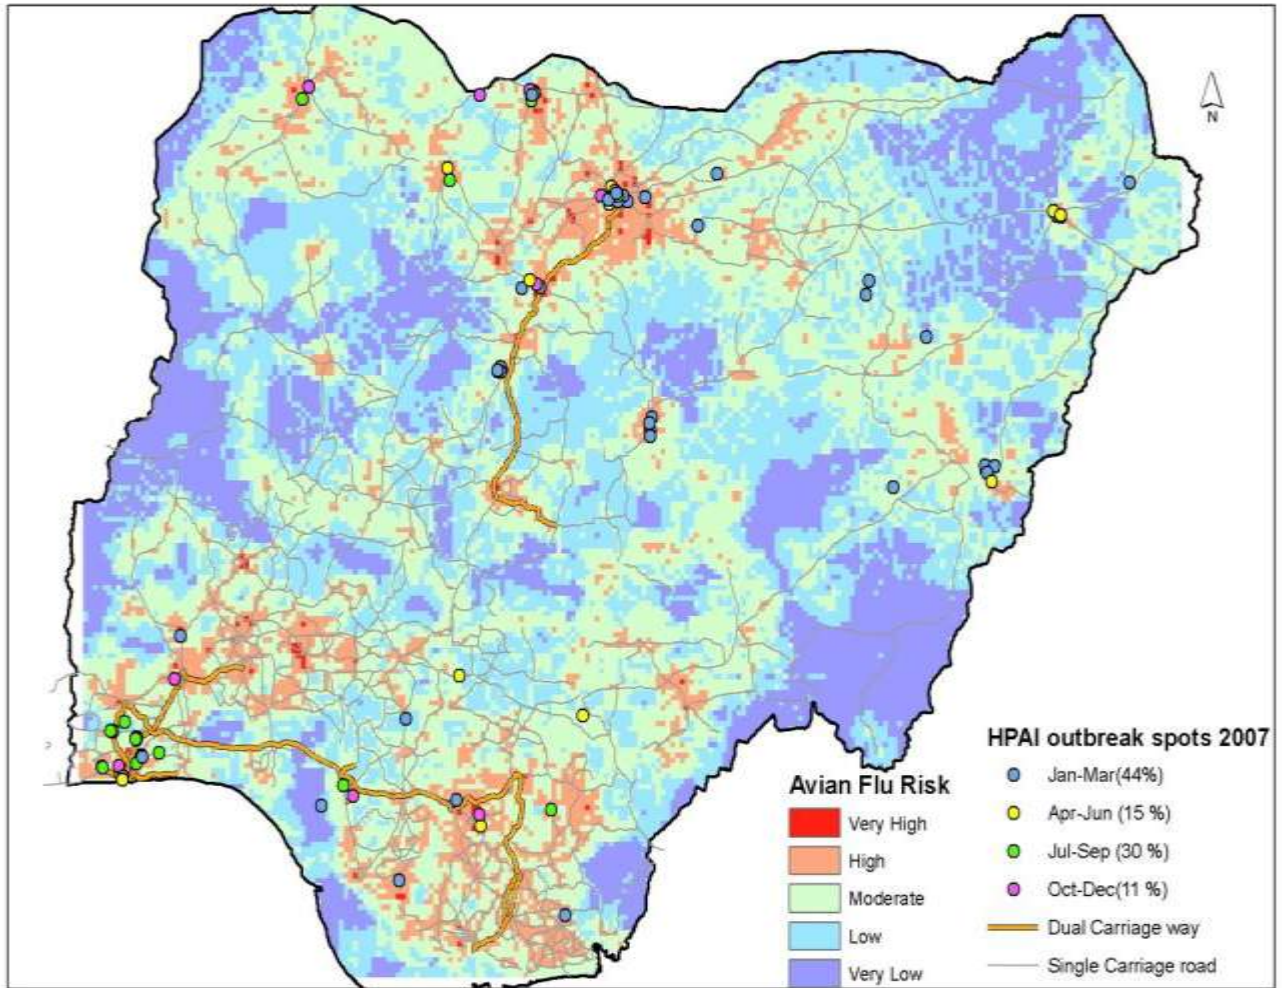 N
HPAI outbreak spots 2007
Jan-Mar(44%)
Apr-Jun (15 %)
Jul-Sep (30 %)
Oct-Dec(11 %)
Dual Carriage way
Single Carriage road
Avian Flu Risk
Very High
High
Moderate
Low
Very Low